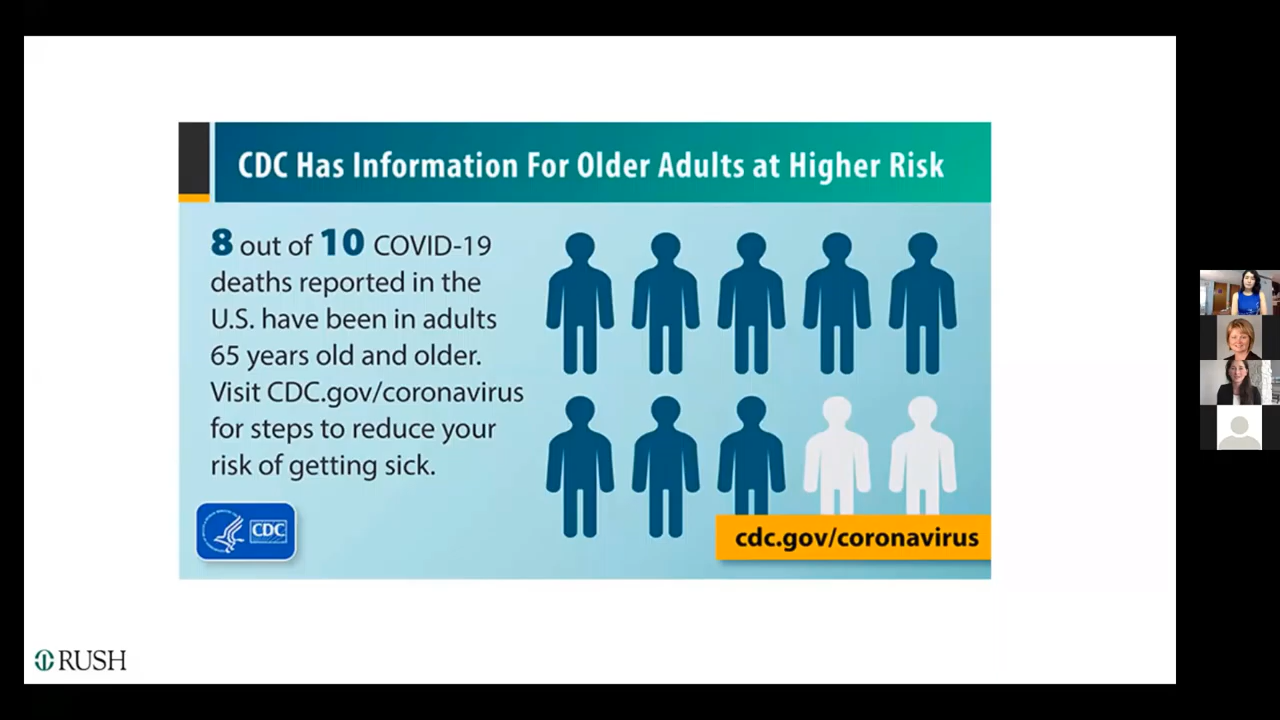 CDC Has Information For Older Adults at Higher Risk
8 out of 10 COVID-19
deaths reported in the
U.S. have been in adults
65 years old and older.
Visit CDC.gov/coronavirus
for steps to reduce your
risk of getting sick.
CDC
cdc.gov/coronavirus
RUSH